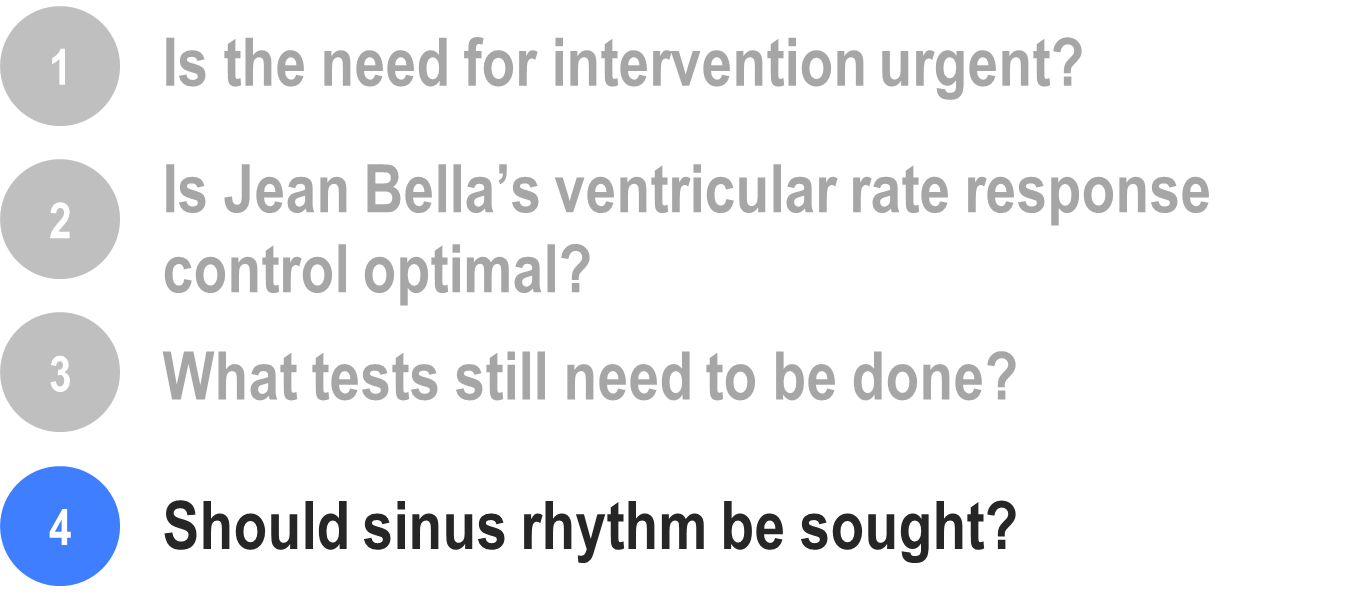 1 Is the need for intervention urgent?
2 Is Jean Bella’s ventricular rate response
control optimal?
3 What tests still need to be done?
4 Should sinus rhythm be sought?